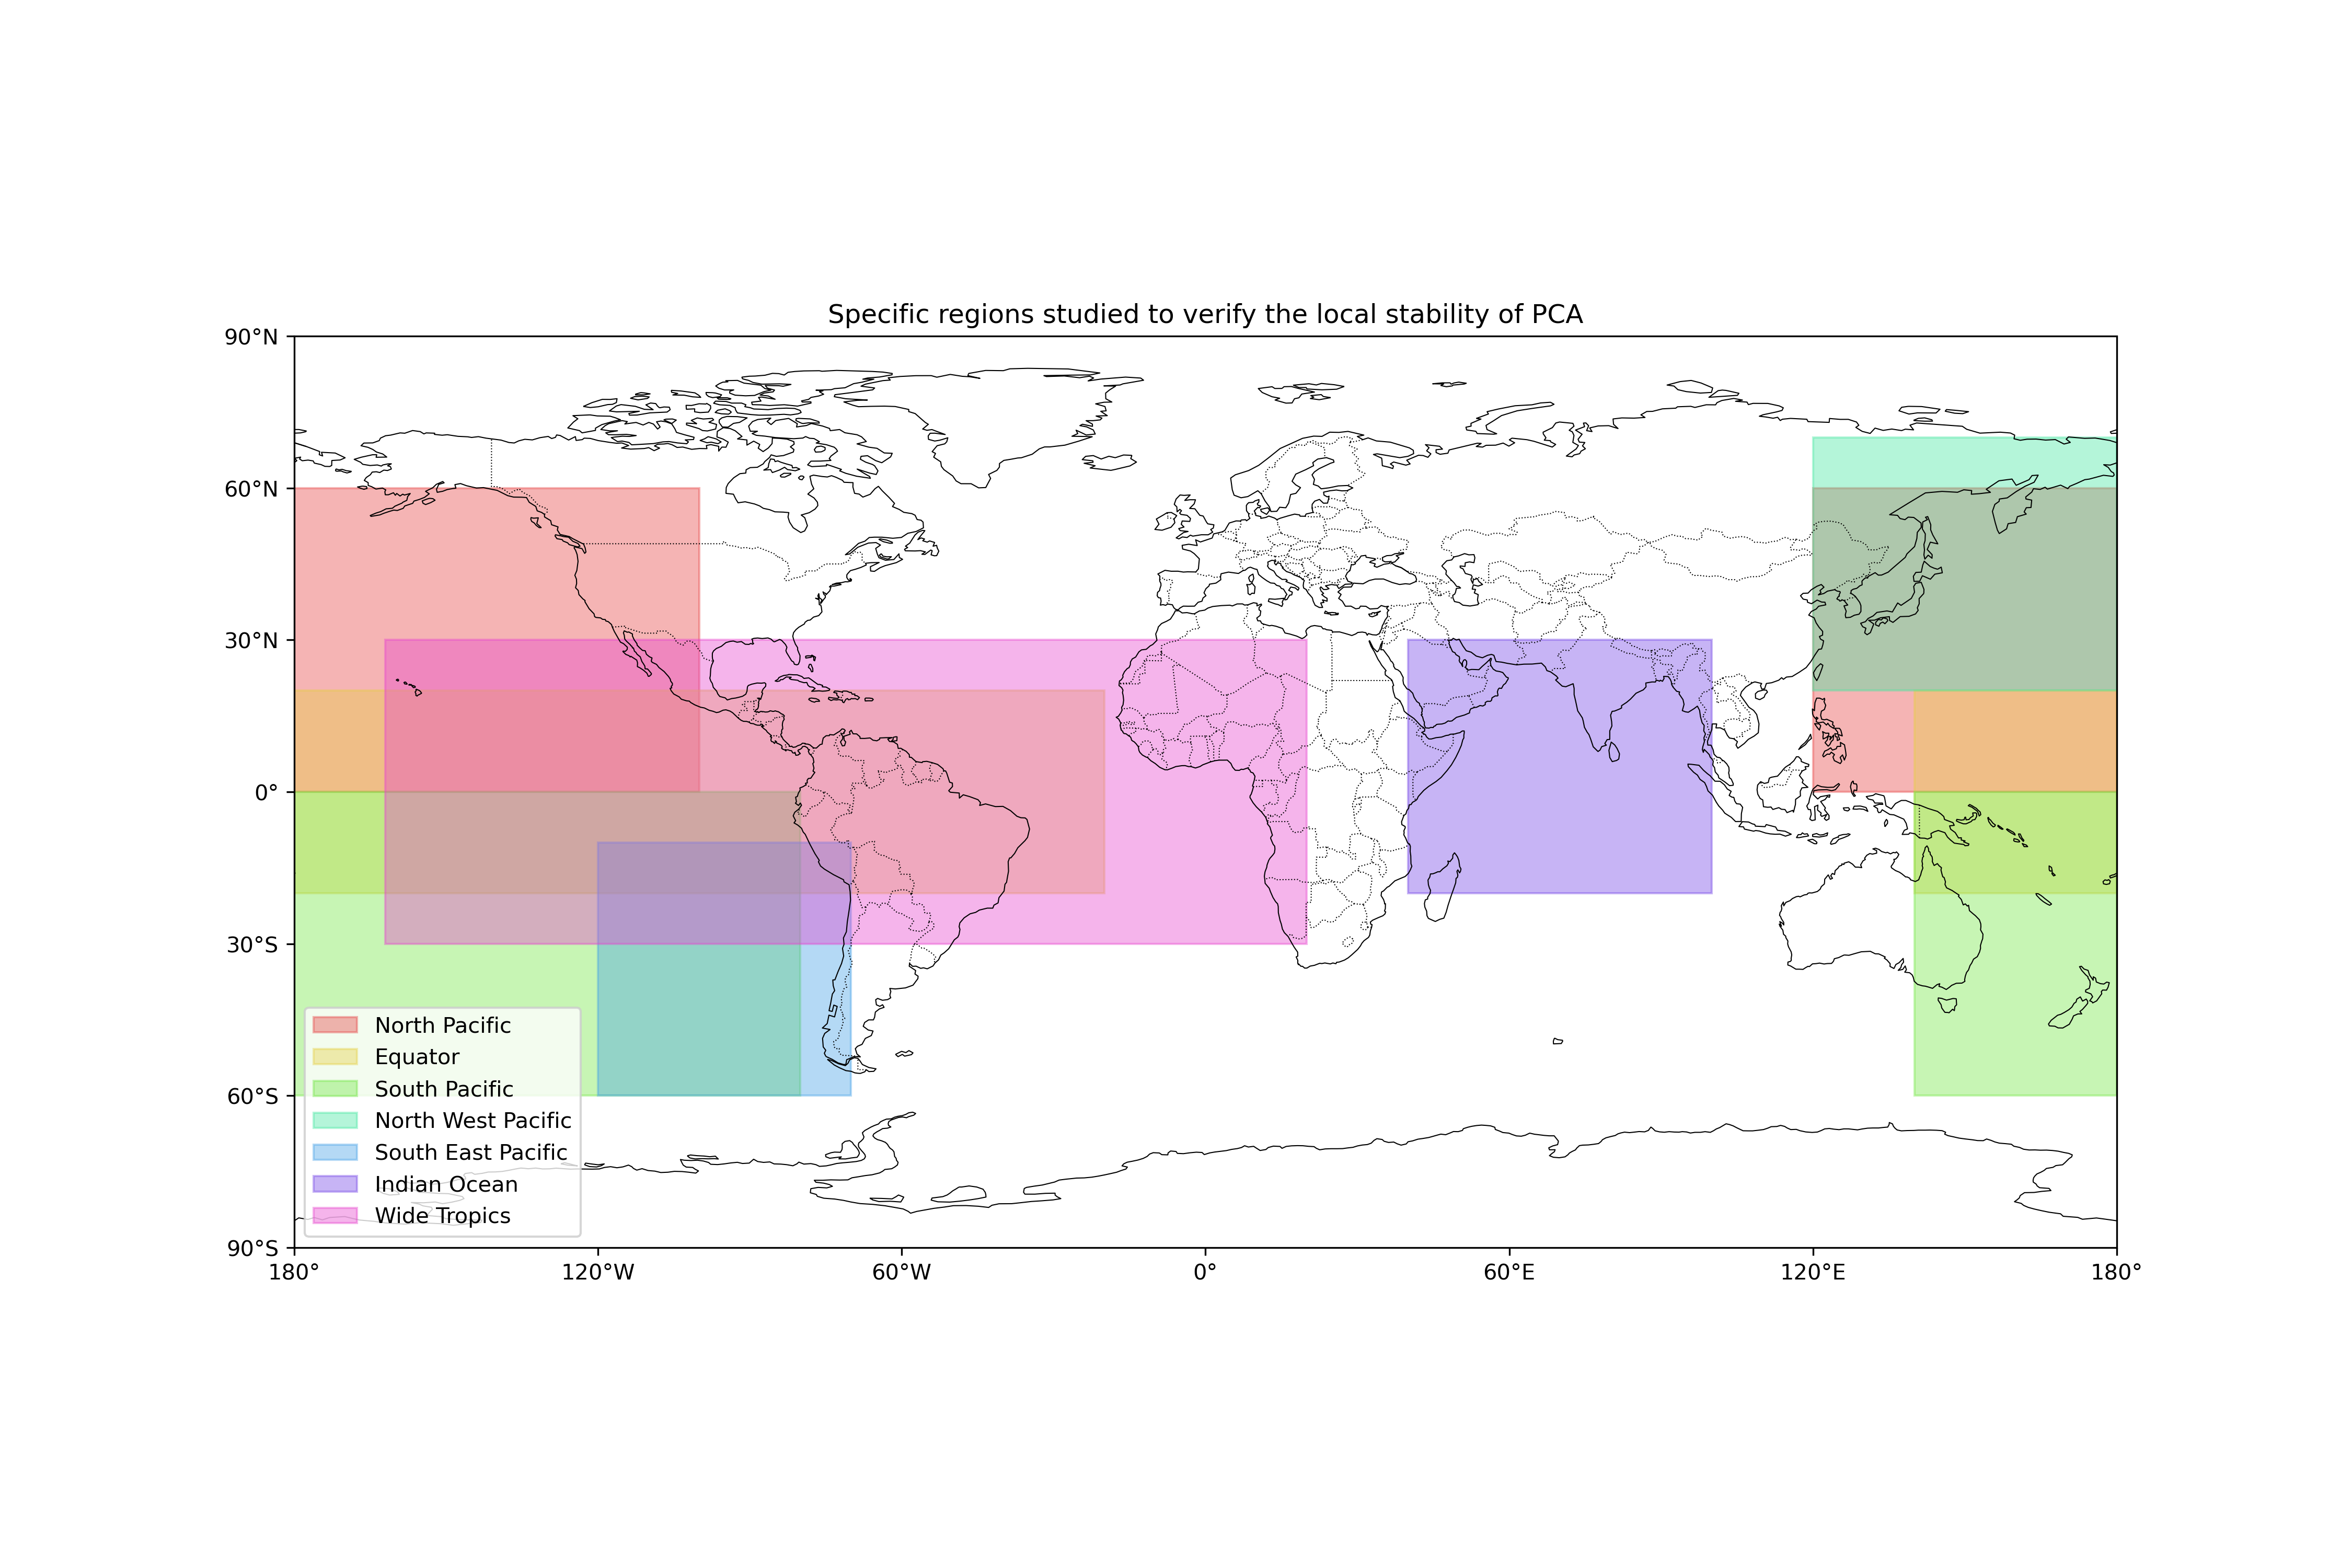 Specific regions studied to verify the local stability of PCA
90°N
60°N
30°N
0°
30°S
60°S
90°S
North Pacific
Equator
South Pacific
North West Pacific
South East Pacific
Indian Ocean
Wide Tropics
180° 120°W 60°W 0° 60°E 120°E 180°